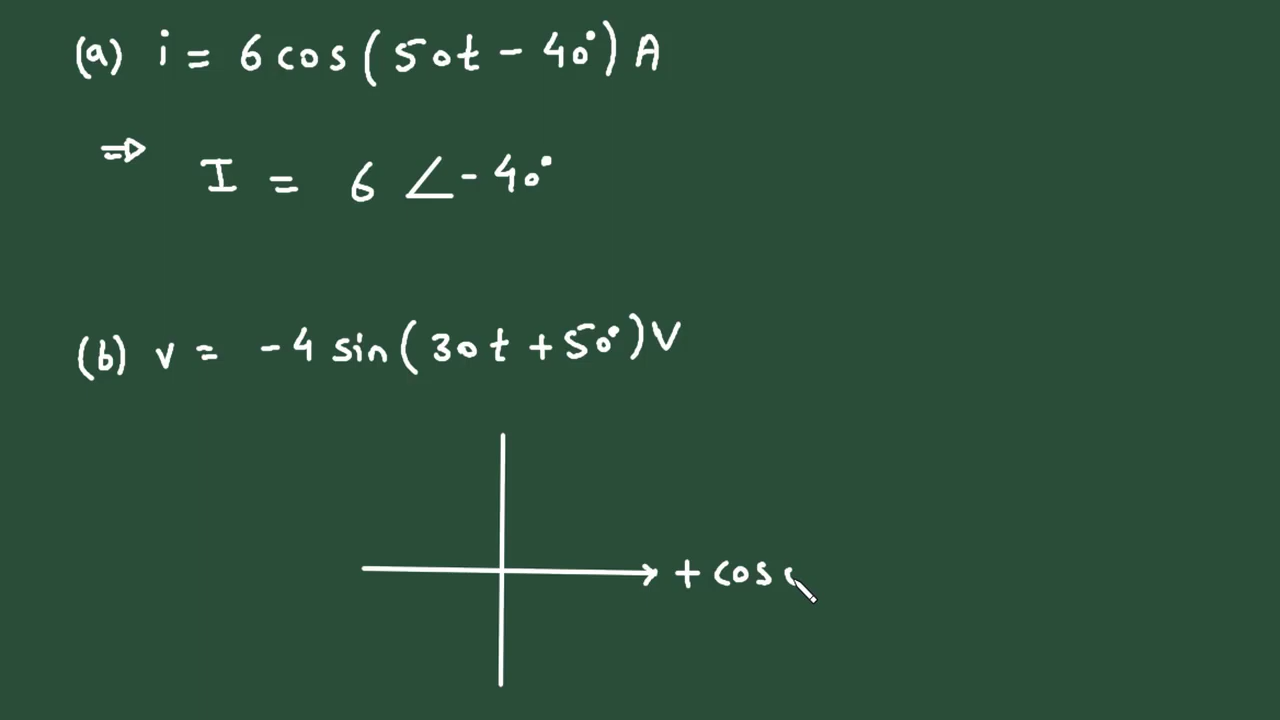 (a) i = 6 cos(50t - 40°) A
⇒ I = 6 ∠-40°
(b) v = -4 sin(30t + 50°) V
+ cos